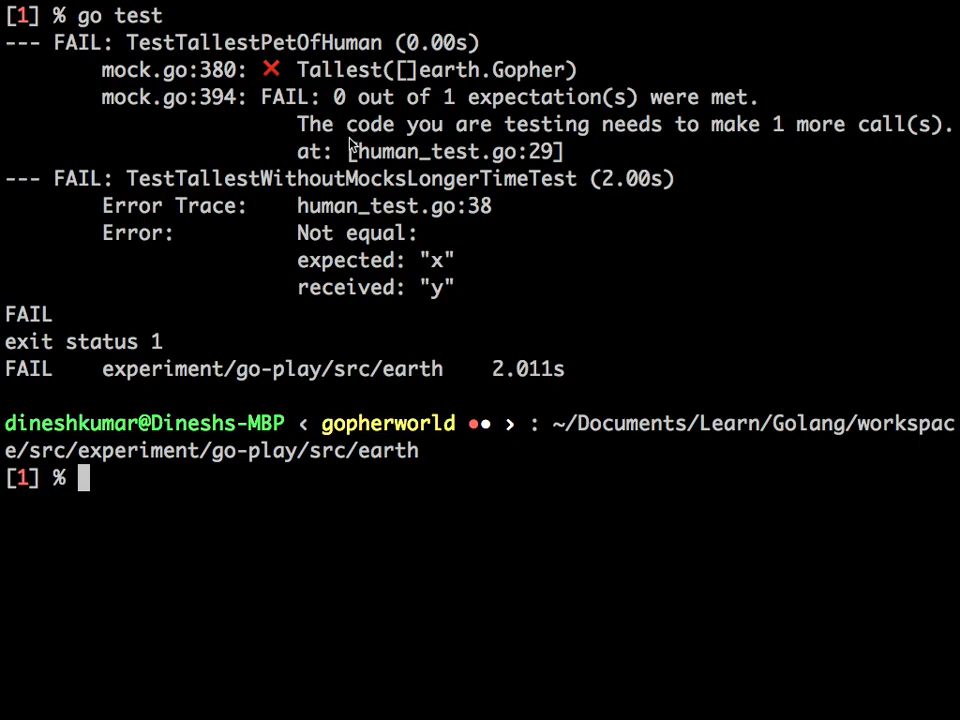 [1] % go test
--- FAIL: TestTallestPetOfHuman (0.00s)
mock.go:380: ❌ Tallest([]earth.Gopher)
mock.go:394: FAIL: 0 out of 1 expectation(s) were met.
The code you are testing needs to make 1 more call(s).
at: [human_test.go:29]
--- FAIL: TestTallestWithoutMocksLongerTimeTest (2.00s)
Error Trace: human_test.go:38
Error: Not equal:
expected: "x"
received: "y"
FAIL
exit status 1
FAIL experiment/go-play/src/earth 2.011s
dineshkumar@Dineshs-MBP ‹ gopherworld ●● › : ~/Documents/Learn/Golang/workspac
e/src/experiment/go-play/src/earth
[1] %